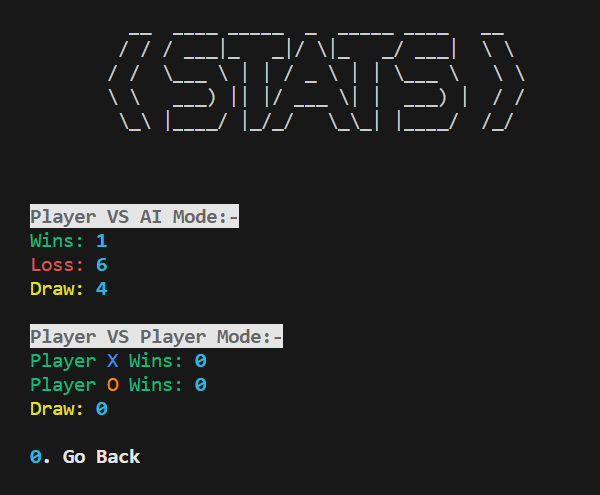 STATS
Player VS AI Mode:-
Wins: 1
Loss: 6
Draw: 4
Player VS Player Mode:-
Player X Wins: 0
Player O Wins: 0
Draw: 0
0. Go Back